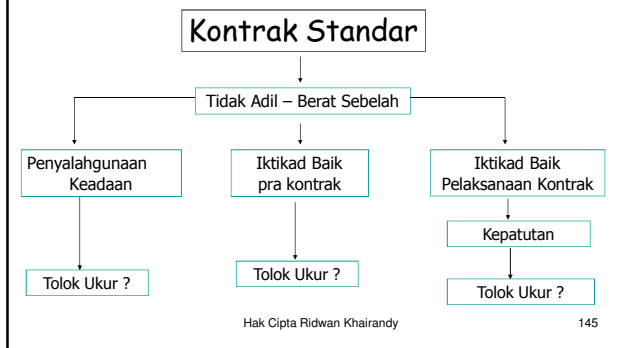 Kontrak Standar
Tidak Adil – Berat Sebelah
Penyalahgunaan
Keadaan
Tolok Ukur ?
Iktikad Baik
pra kontrak
Tolok Ukur ?
Iktikad Baik
Pelaksanaan Kontrak
Kepatutan
Tolok Ukur ?
Hak Cipta Ridwan Khairandy
145